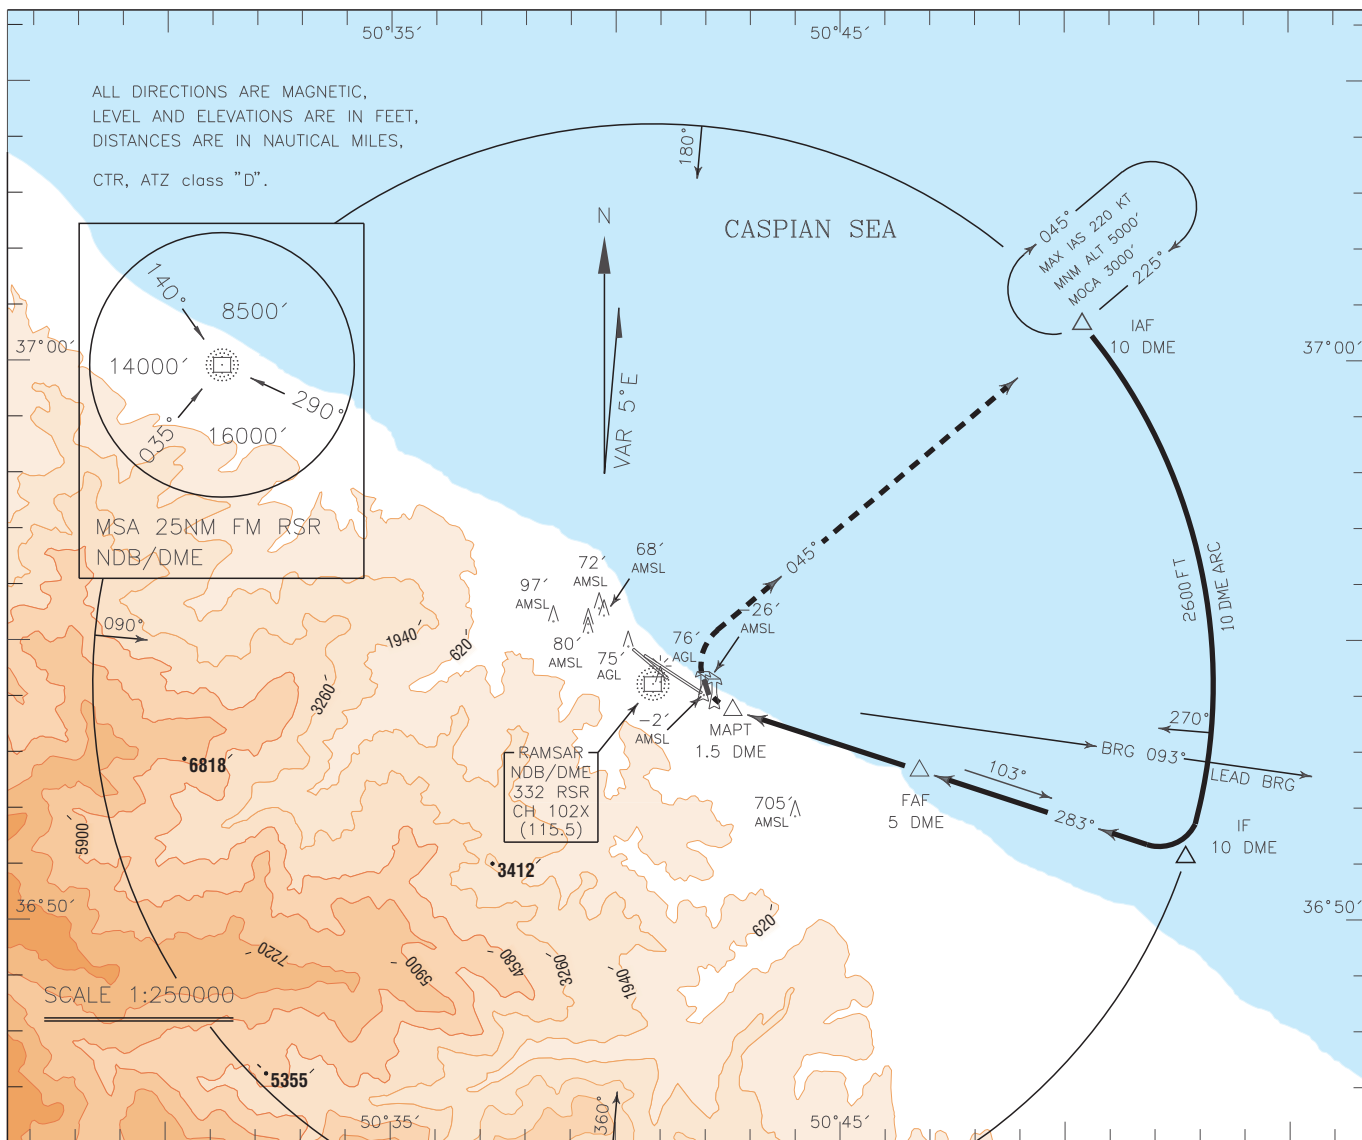 50°35´
50°45´
ALL DIRECTIONS ARE MAGNETIC,
LEVEL AND ELEVATIONS ARE IN FEET,
DISTANCES ARE IN NAUTICAL MILES,
CTR, ATZ class "D".
180°
CASPIAN SEA
N
VAR 5°E
045°
MAX IAS 220 KT
MNM ALT 5000´
MOCA 3000´
225°
IAF
10 DME
37°00´
37°00´
140°
8500´
14000´
290°
035°
16000´
MSA 25NM FM RSR
NDB/DME
045°
2600FT
10 DME ARC
68´
AMSL
72´
AMSL
97´
AMSL
80´
AMSL
75´
AGL
76´
AGL
-26´
AMSL
-2´
AMSL
090°
1940´
620´
3260´
6818´
5900´
MAPT
1.5 DME
RAMSAR
NDB/DME
332 RSR
CH 102X
(115.5)
270°
BRG 093°
LEAD BRG
103°
283°
FAF
5 DME
IF
10 DME
705´
AMSL
3412´
36°50´
36°50´
620´
7220
5900
4580
3260
1940´
SCALE 1:250000
5355´
360°
50°35´
50°45´